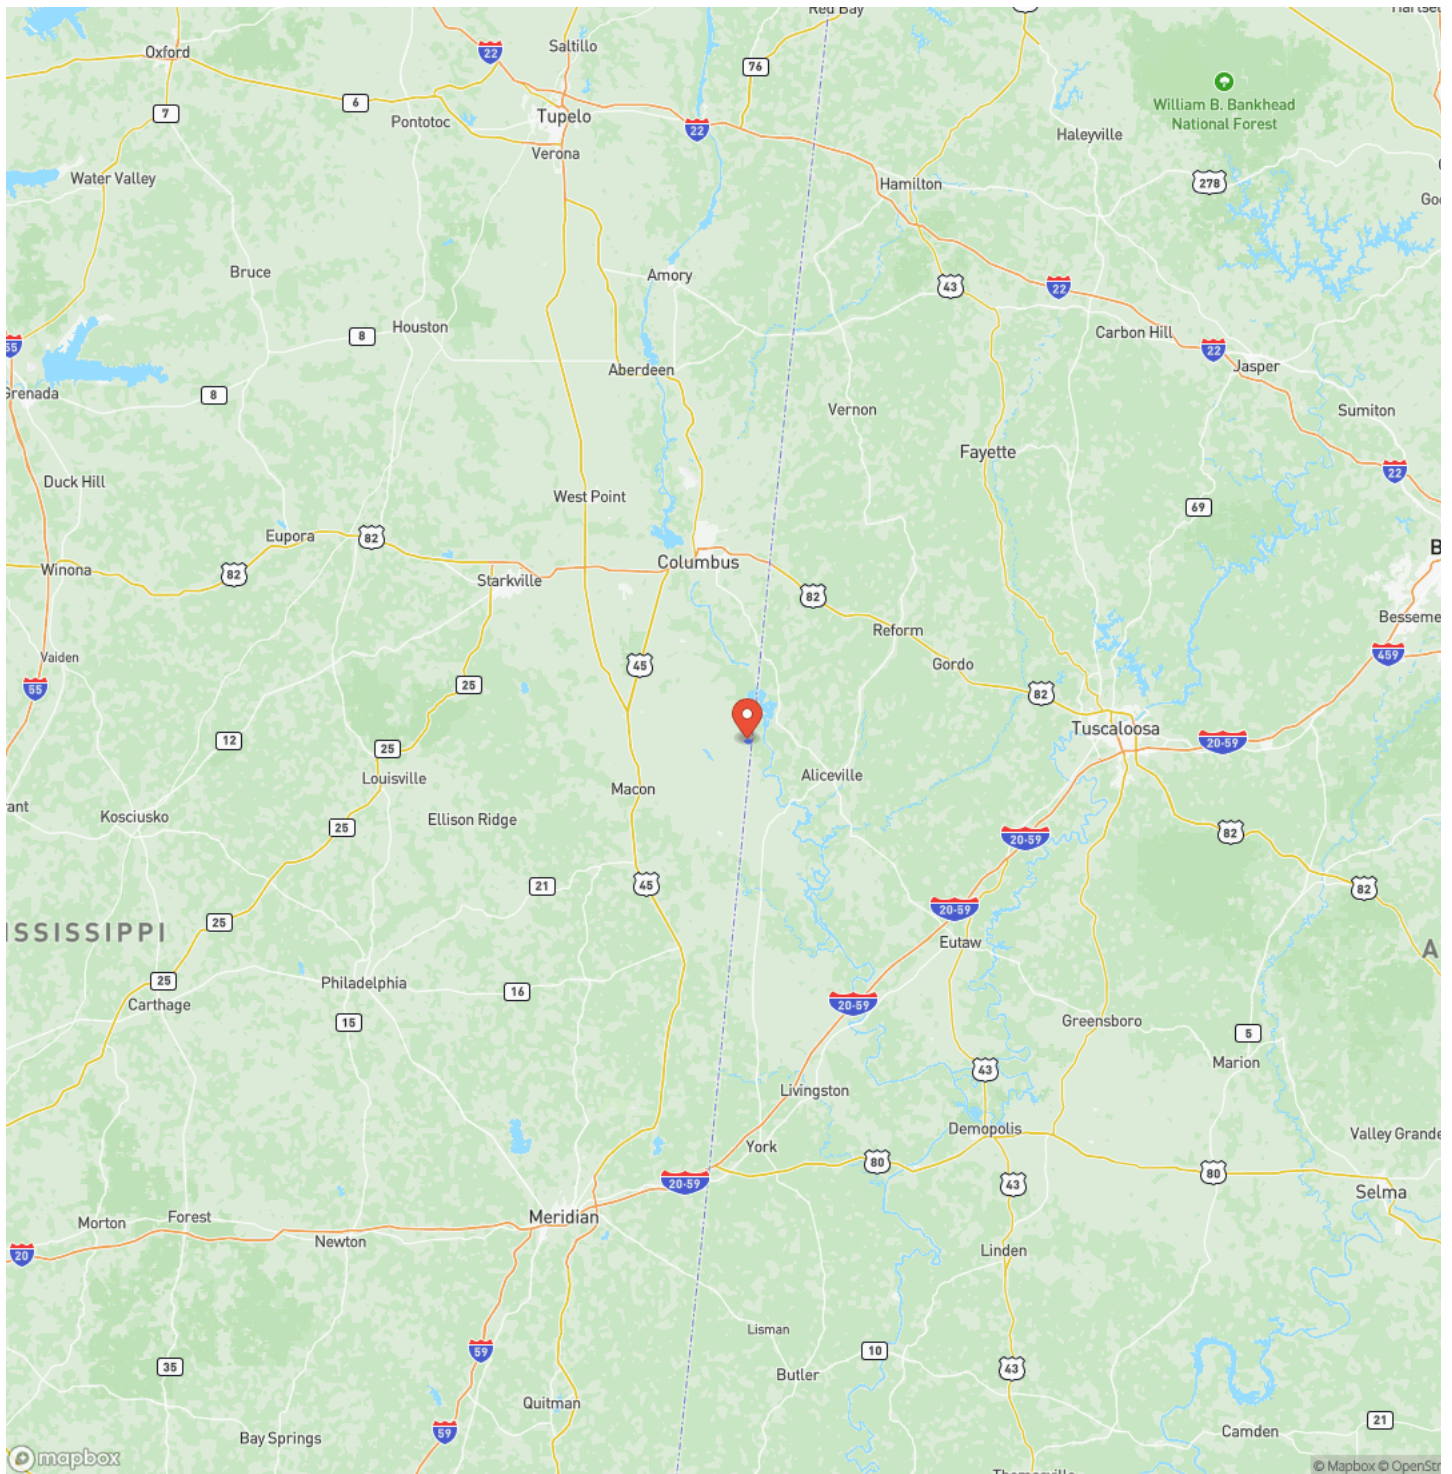 Red Bay
Oxford
22
Saltillo
76
William B. Bankhead
National Forest
7
6
Pontotoc
Tupelo
22
Haleyville
Verona
Water Valley
Hamilton
278
Bruce
Amory
43
22
Houston
8
Carbon Hill
22
55
Aberdeen
Jasper
8
Vernon
Sumiton
Fayette
22
Duck Hill
West Point
69
Eupora
82
Columbus
Winona
82
Starkville
82
Reform
Vaiden
45
Gordo
459
55
25
82
Tuscaloosa
12
25
20-59
Louisville
Aliceville
Macon
Kosciusko
Ellison Ridge
25
20-59
82
21
45
82
25
20-59
Eutaw
ISSISSIPPI
A
25
Philadelphia
16
20-59
Carthage
15
Greensboro
5
Marion
43
Livingston
Demopolis
Valley Grande
York
80
80
20-59
43
Selma
Meridian
Morton
Forest
Newton
20
Linden
Lisman
59
10
35
43
Butler
Quitman
21
59
Bay Springs
Camden
mapbox
© Mapbox © OpenStr